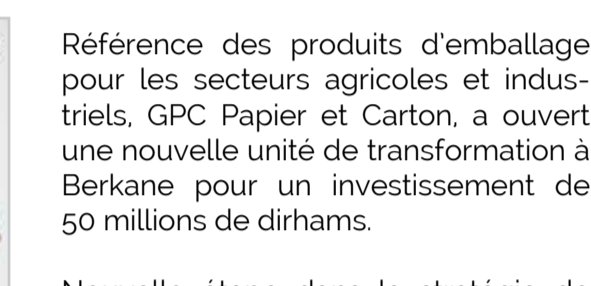 Référence des produits d'emballage
pour les secteurs agricoles et indus-
triels, GPC Papier et Carton, a ouvert
une nouvelle unité de transformation à
Berkane pour un investissement de
50 millions de dirhams.